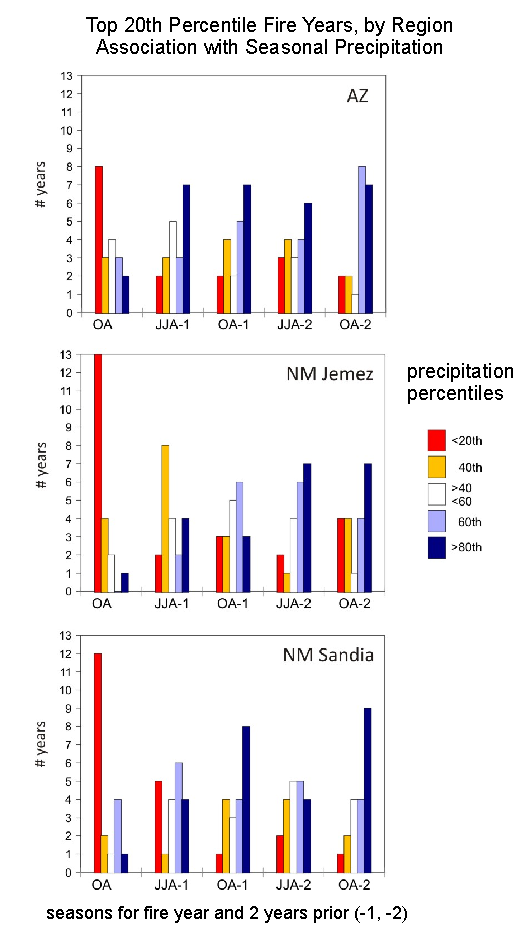 Top 20th Percentile Fire Years, by Region
Association with Seasonal Precipitation
AZ
# years
13
12
11
10
9
8
7
6
5
4
3
2
1
0
OA JJA-1 OA-1 JJA-2 OA-2
NM Jemez
# years
13
12
11
10
9
8
7
6
5
4
3
2
1
0
OA JJA-1 OA-1 JJA-2 OA-2
precipitation
percentiles
<20th
40th
>40
<60
60th
>80th
NM Sandia
# years
13
12
11
10
9
8
7
6
5
4
3
2
1
0
OA JJA-1 OA-1 JJA-2 OA-2
seasons for fire year and 2 years prior (-1, -2)